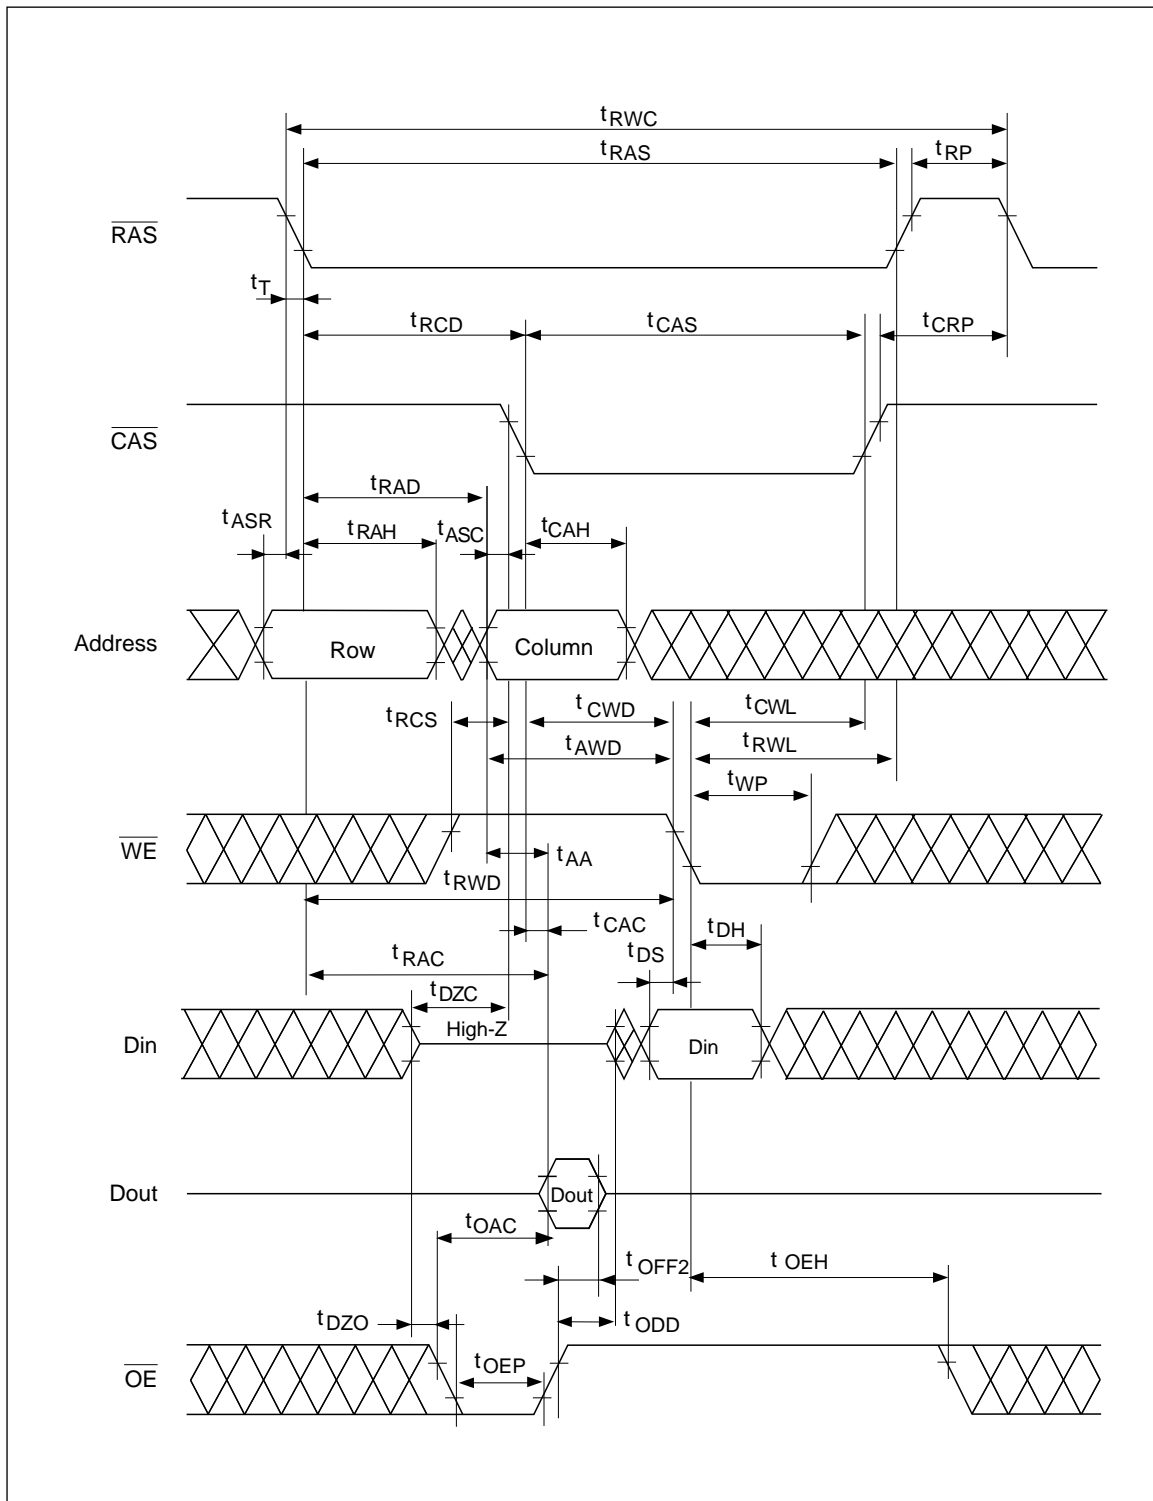 tRWC
tRAS
tRP
RAS
tT
tRCD
tCAS
tCRP
CAS
tRAD
tASR
tRAH
tASC
tCAH
Address
Row
Column
tRCS
tCWD
tCWL
tAWD
tRWL
tWP
WE
tAA
tRWD
tCAC
tDH
tRAC
tDS
tDZC
High-Z
Din
Din
Dout
Dout
tOAC
tOFF2
tOEH
tDZO
tODD
tOEP
OE